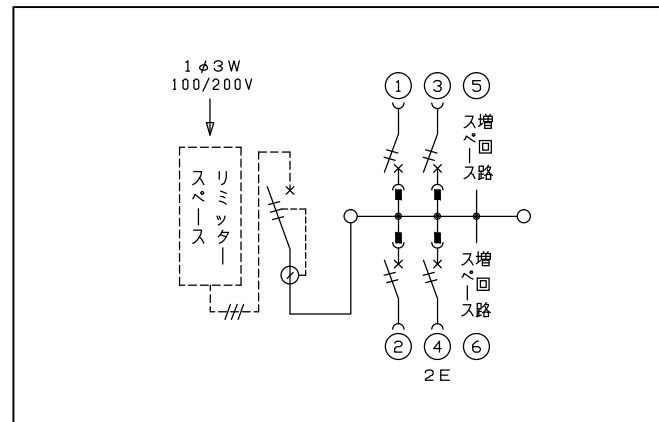 1φ3W
100/200V
リミッター
スペース
① ③ ⑤
増回路
スペース
増回路
スペース
② ④ ⑥
2E